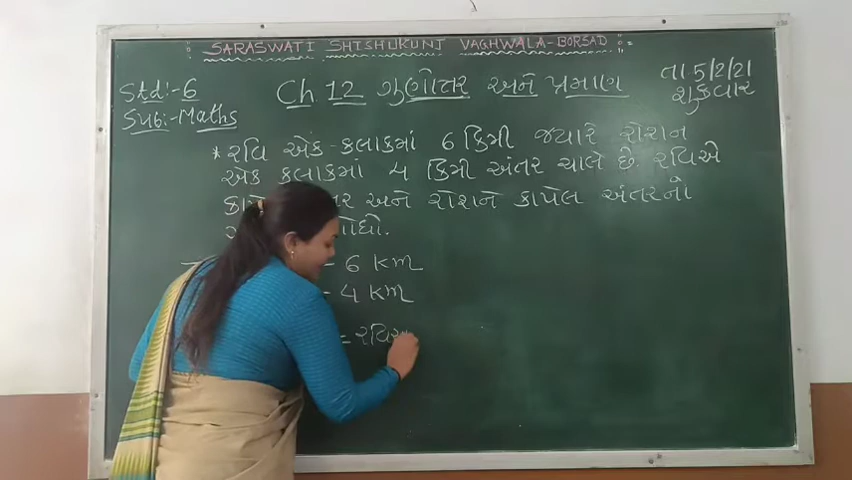 SARASWATI SHISHUKUNJ VAGHWALA-BORSAD
Std:-6
Sub:-Maths
Ch 12 ગુણોત્તર અને પ્રમાણ
તા 5/2/21
શુક્રવાર
* રવિ એક કલાકમાં 6 કિમી જ્યારે રોશન
એક કલાકમાં 4 કિમી અંતર ચાલે છે. રવિએ
અને રોશને કાપેલ અંતરનો
શોધો.
- 6 km
- 4 km
= રવિએ